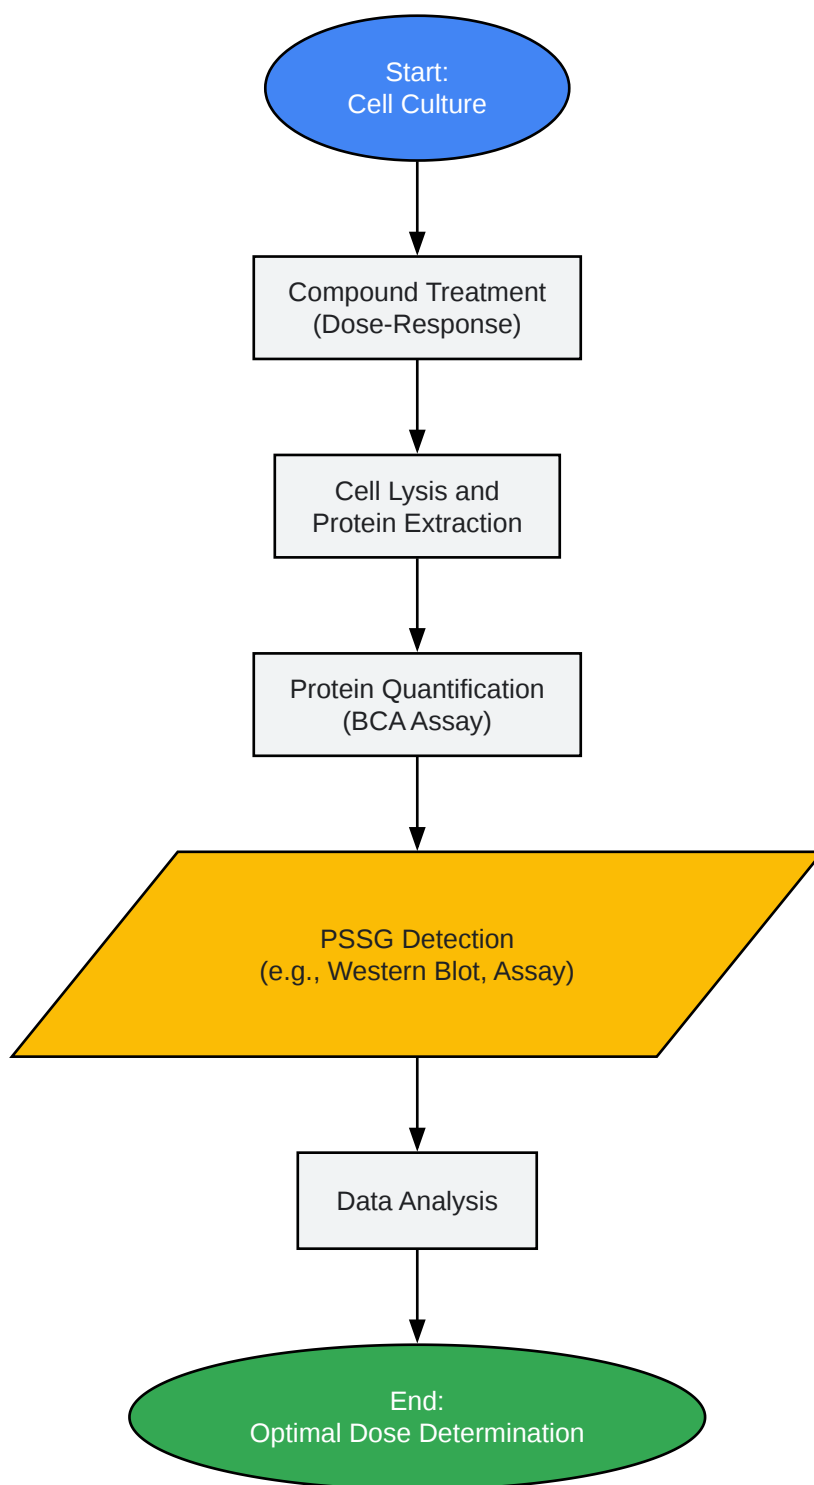 Start:
Cell Culture
Compound Treatment
(Dose-Response)
Cell Lysis and
Protein Extraction
Protein Quantification
(BCA Assay)
PSSG Detection
(e.g., Western Blot, Assay)
Data Analysis
End:
Optimal Dose Determination